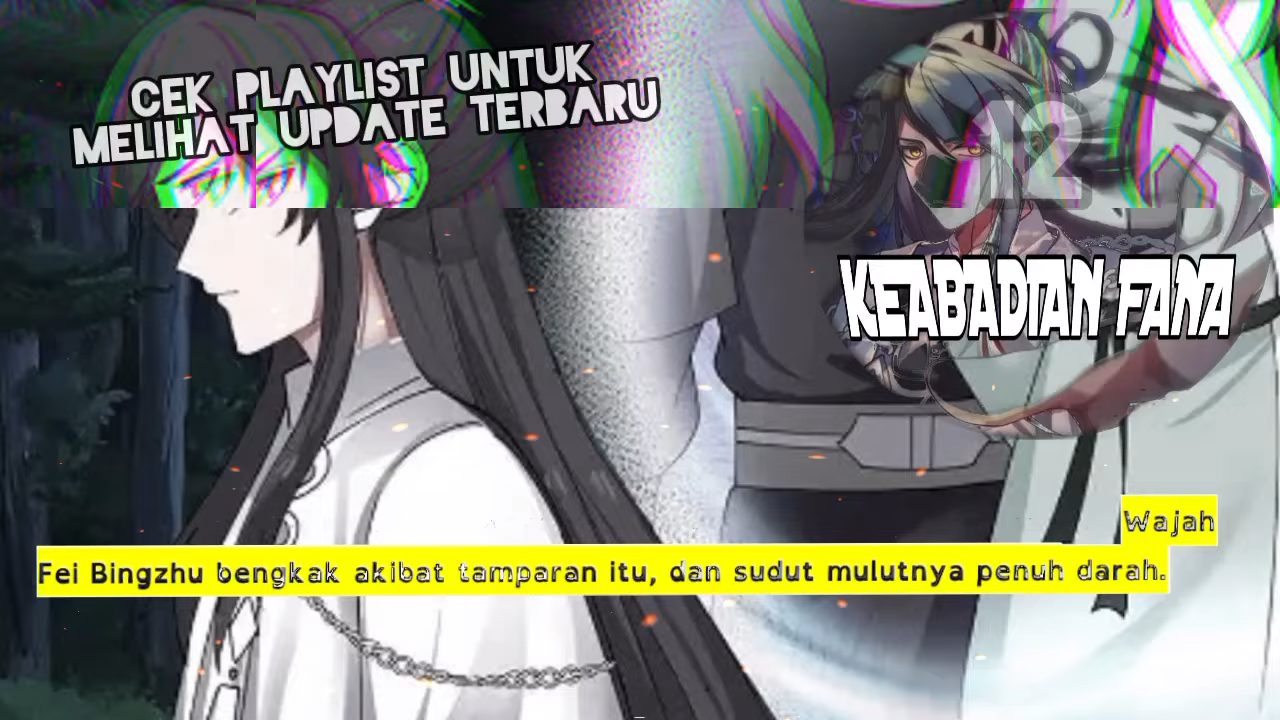 CEK PLAYLIST UNTUK
MELIHAT UPDATE TERBARU
12
KEABADIAN FANA
Wajah
Fei Bingzhu bengkak akibat tamparan itu, dan sudut mulutnya penuh darah.